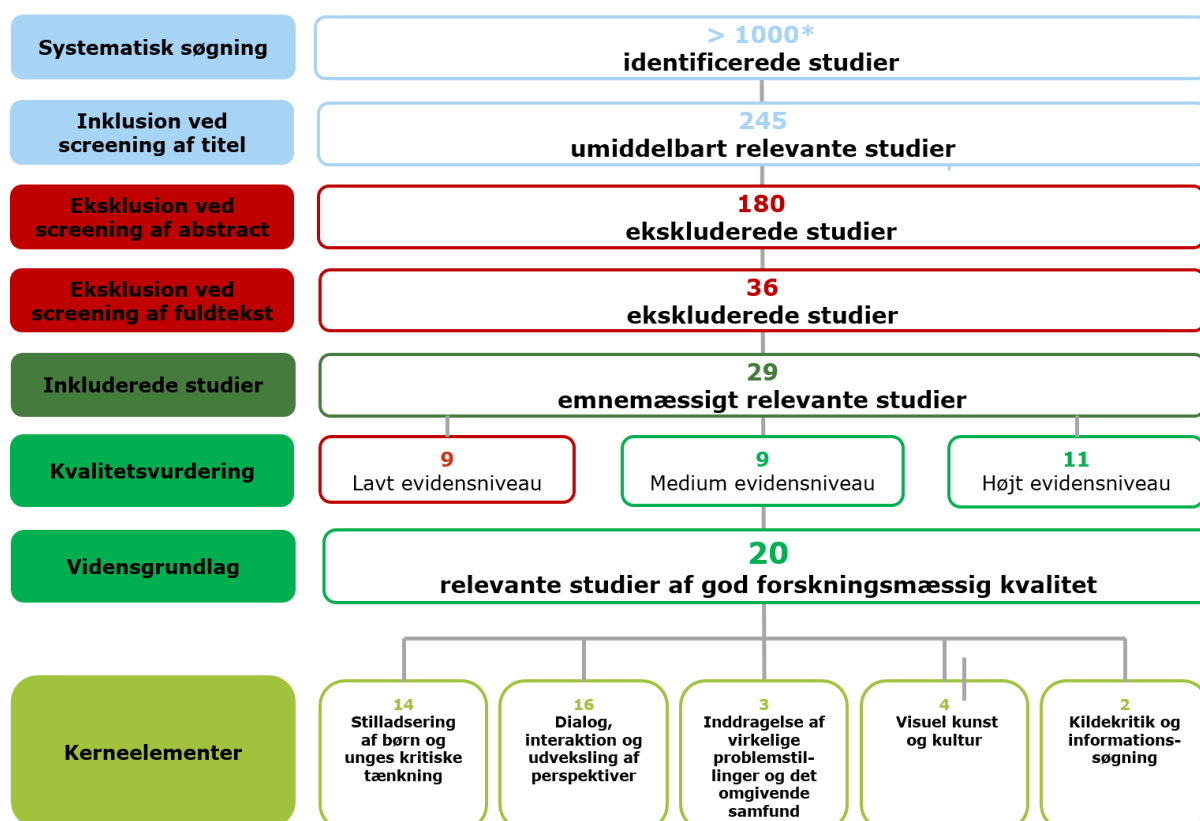 Systematisk søgning
> 1000*
identificerede studier
Inklusion ved
screening af titel
245
umiddelbart relevante studier
Eksklusion ved
screening af abstract
180
ekskluderede studier
Eksklusion ved
screening af fuldtekst
36
ekskluderede studier
Inkluderede studier
29
emnemæssigt relevante studier
Kvalitetsvurdering
9
Lavt evidensniveau
9
Medium evidensniveau
11
Højt evidensniveau
Vidensgrundlag
20
relevante studier af god forskningsmæssig kvalitet
Kerneelementer
14
Stilladsering
af børn og
unges kritiske
tænkning
16
Dialog,
interaktion og
udveksling af
perspektiver
3
Inddragelse af
virkelige
problemstil-
linger og det
omgivende
samfund
4
Visuel kunst
og kultur
2
Kildekritik og
informations-
søgning